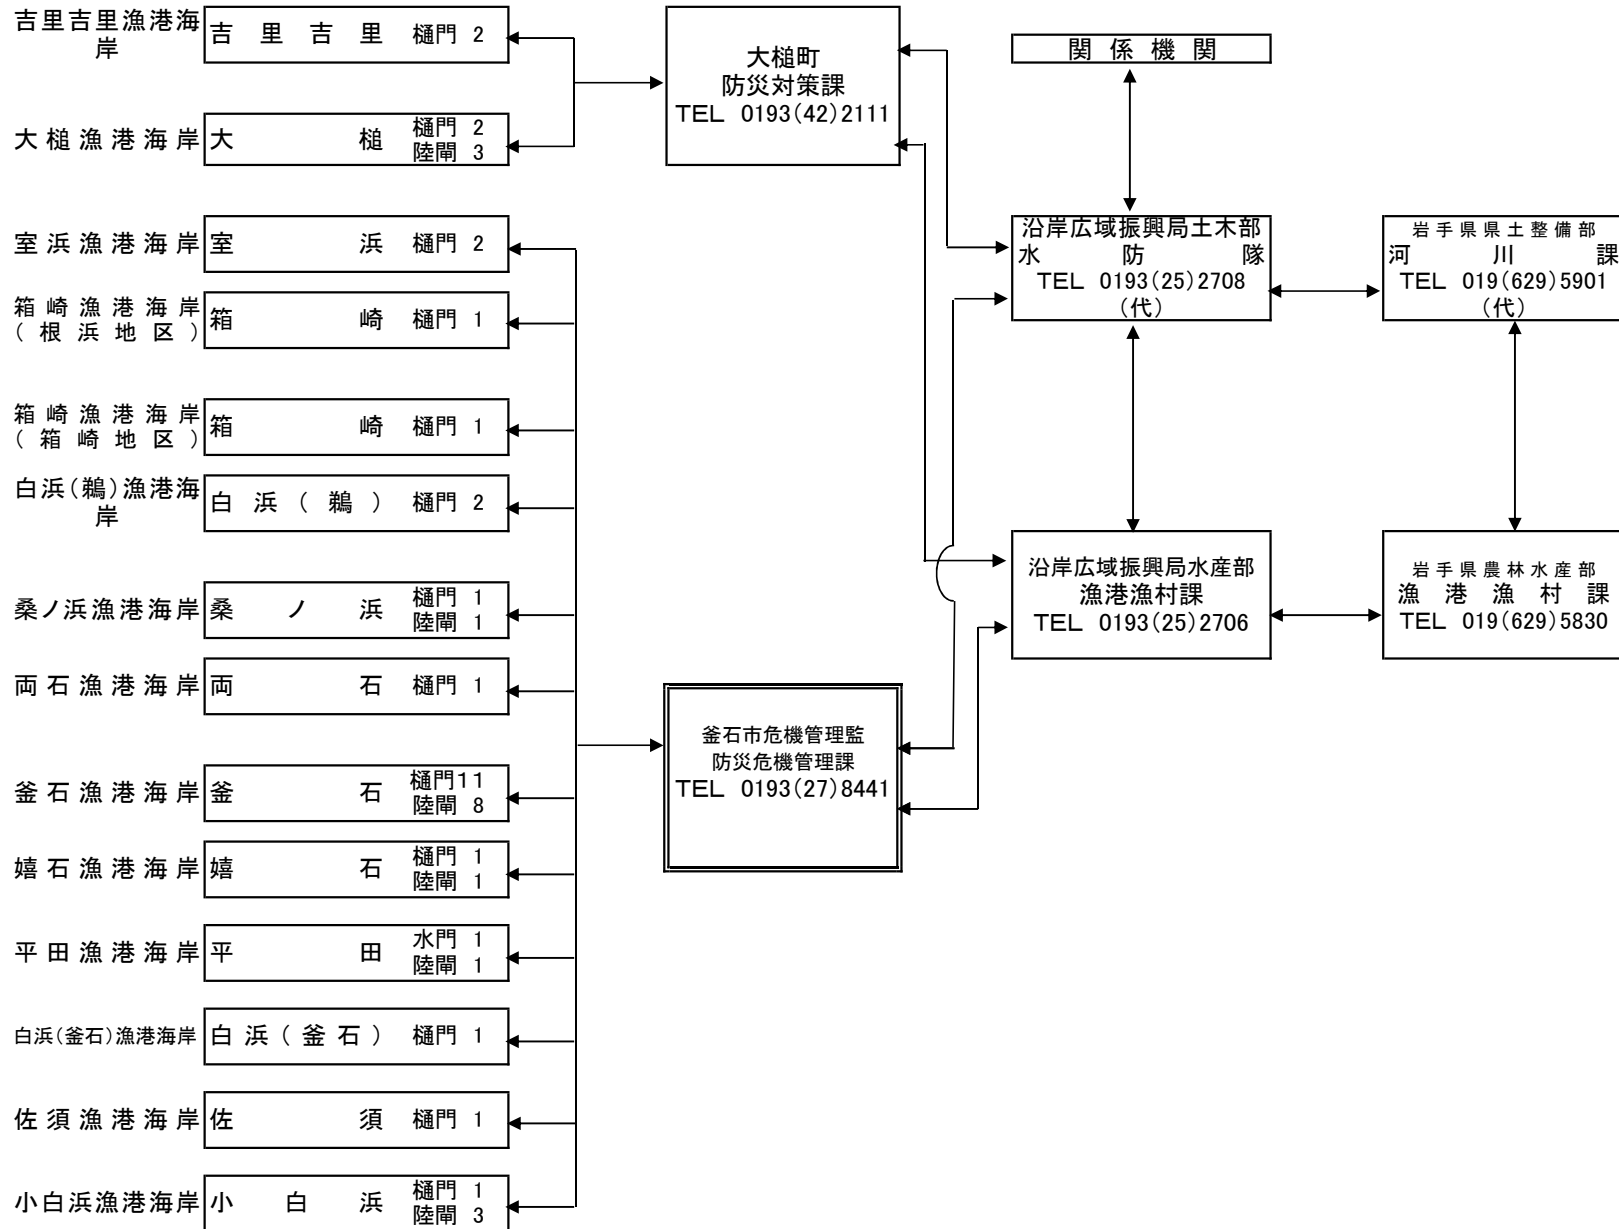 吉里吉里漁港海
岸
吉里吉里 樋門 2
大槌漁港海岸
大槌 樋門 2
陸閘 3
室浜漁港海岸
室浜 樋門 2
箱崎漁港海岸
(根浜地区)
箱崎 樋門 1
箱崎漁港海岸
(箱崎地区)
箱崎 樋門 1
白浜(鵜)漁港海
岸
白浜(鵜) 樋門 2
桑ノ浜漁港海岸
桑ノ浜 樋門 1
陸閘 1
両石漁港海岸
両石 樋門 1
釜石漁港海岸
釜石 樋門11
陸閘 8
嬉石漁港海岸
嬉石 樋門 1
陸閘 1
平田漁港海岸
平田 水門 1
陸閘 1
白浜(釜石)漁港海岸
白浜(釜石) 樋門 1
佐須漁港海岸
佐須 樋門 1
小白浜漁港海岸
小白浜 樋門 1
陸閘 3
大槌町
防災対策課
TEL 0193(42)2111
釜石市危機管理監
防災危機管理課
TEL 0193(27)8441
関係機関
沿岸広域振興局土木部
水防隊
TEL 0193(25)2708
(代)
沿岸広域振興局水産部
漁港漁村課
TEL 0193(25)2706
岩手県県土整備部
河川課
TEL 019(629)5901
(代)
岩手県農林水産部
漁港漁村課
TEL 019(629)5830